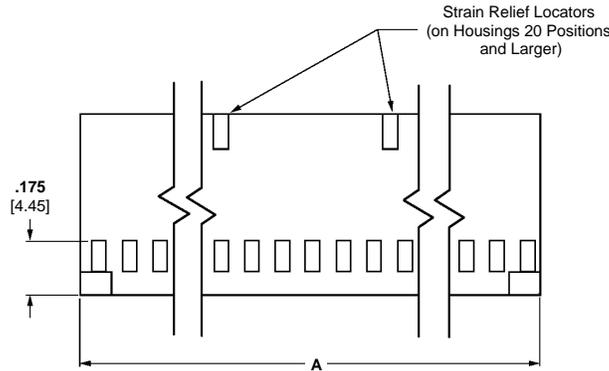 Strain Relief Locators
(on Housings 20 Positions
and Larger)
.175
[4.45]
A